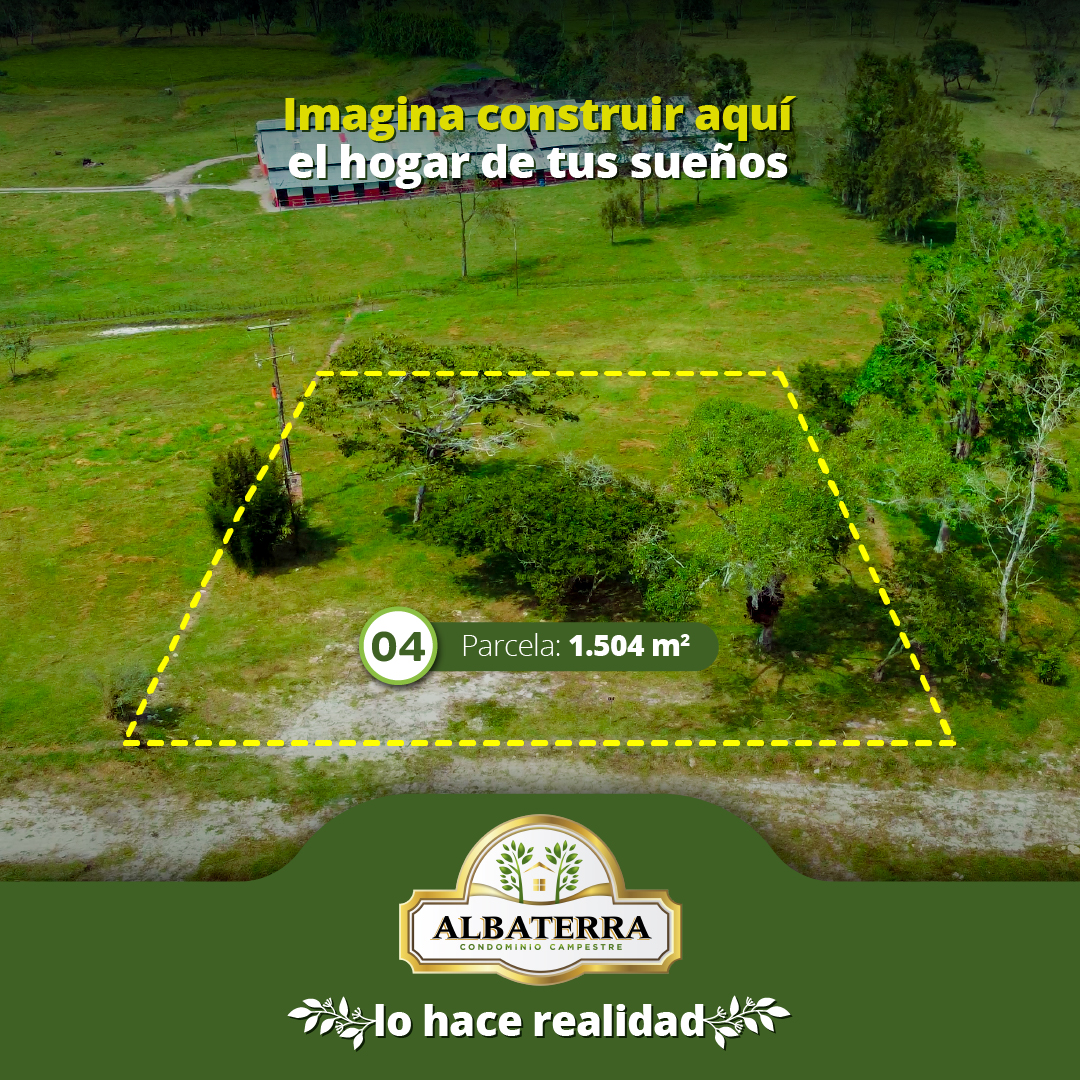 Imagina construir aquí
el hogar de tus sueños
04 Parcela: 1.504 m²
ALBATERRA
CONDOMINIO CAMPESTRE
lo hace realidad